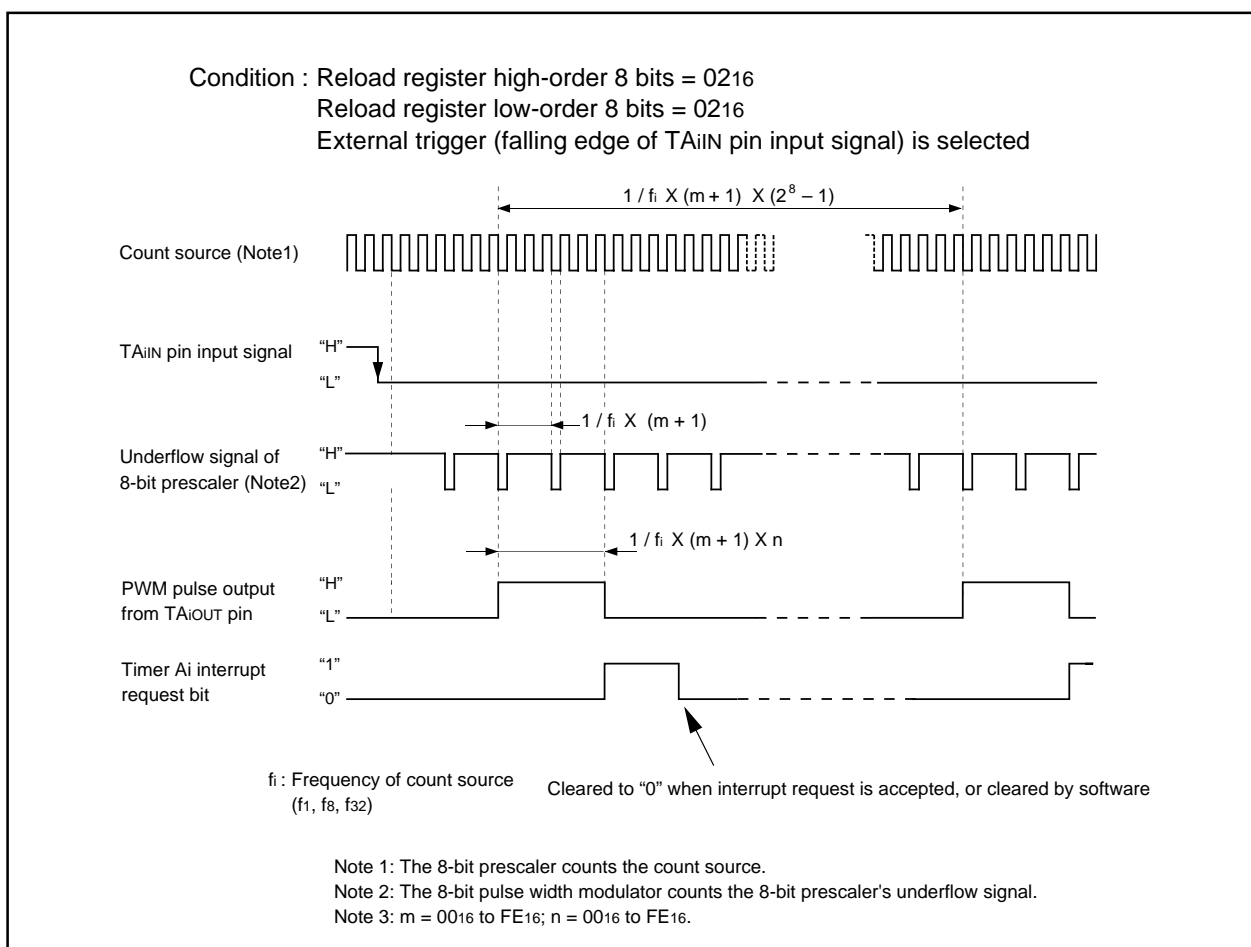 Condition : Reload register high-order 8 bits = 0216
Reload register low-order 8 bits = 0216
External trigger (falling edge of TAiIN pin input signal) is selected
1 / fi X (m + 1) X (2^8 – 1)
Count source (Note1)
TAiIN pin input signal
“H”
“L”
1 / fi X (m + 1)
Underflow signal of
8-bit prescaler (Note2)
“H”
“L”
1 / fi X (m + 1) X n
PWM pulse output
from TAiOUT pin
“H”
“L”
Timer Ai interrupt
request bit
“1”
“0”
fi : Frequency of count source
(f1, f8, f32)
Cleared to “0” when interrupt request is accepted, or cleared by software
Note 1: The 8-bit prescaler counts the count source.
Note 2: The 8-bit pulse width modulator counts the 8-bit prescaler's underflow signal.
Note 3: m = 0016 to FE16; n = 0016 to FE16.